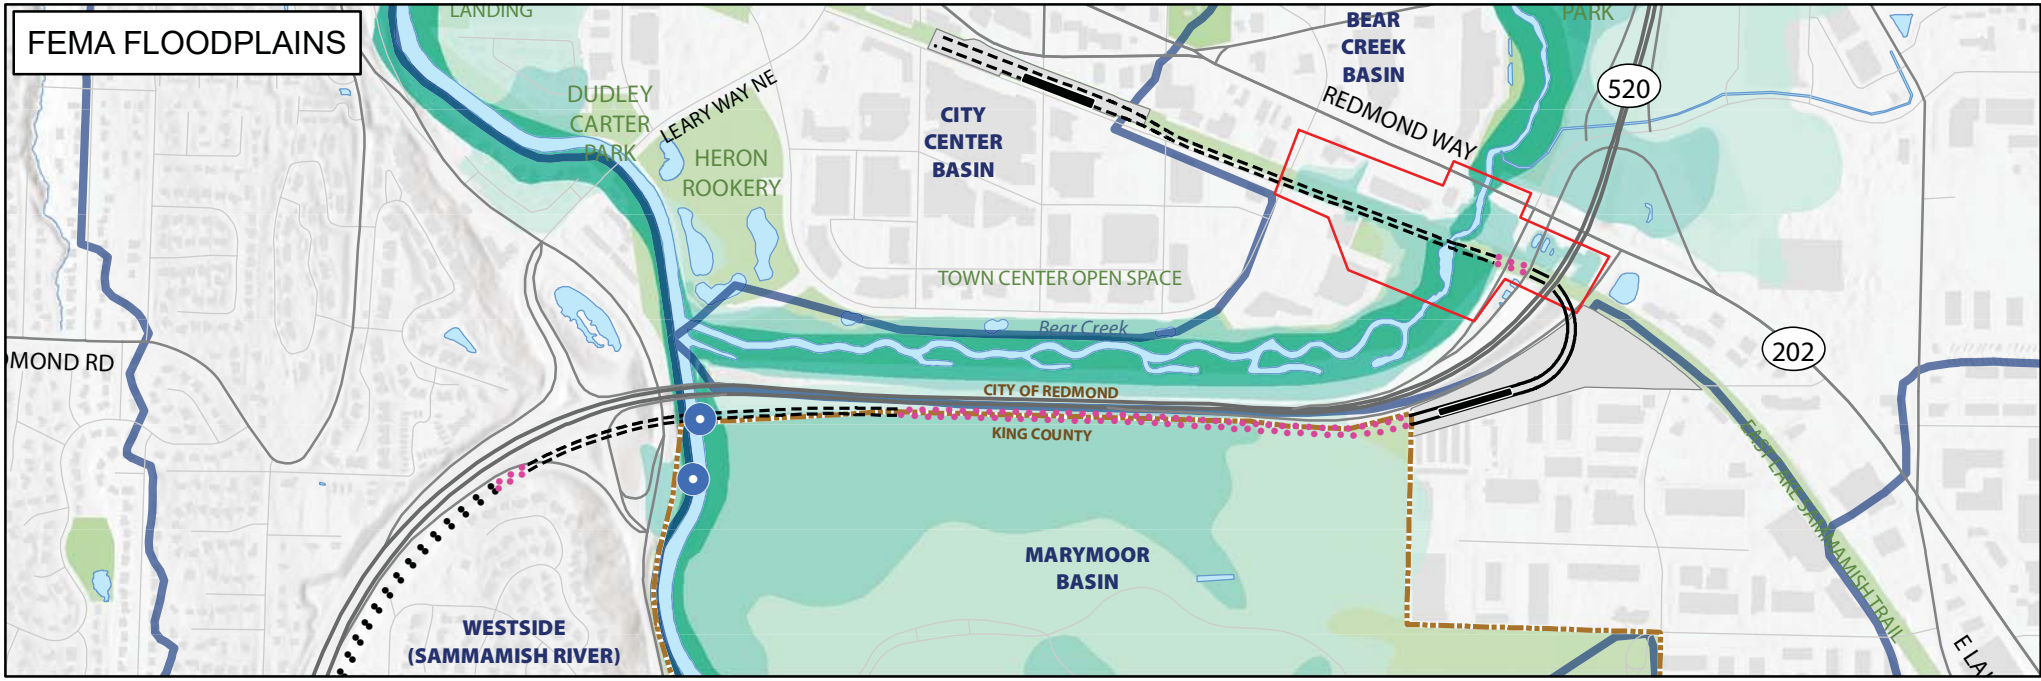 FEMA FLOODPLAINS
LANDING
PARK
BEAR
CREEK
BASIN
520
DUDLEY
CARTER
PARK
LEARY WAY NE
REDMOND WAY
CITY
CENTER
BASIN
HERON
ROOKERY
TOWN CENTER OPEN SPACE
Bear Creek
202
DMOND RD
CITY OF REDMOND
KING COUNTY
EAST LAKE SAMMAMISH TRAIL
MARYMOOR
BASIN
WESTSIDE
(SAMMAMISH RIVER)
E LA